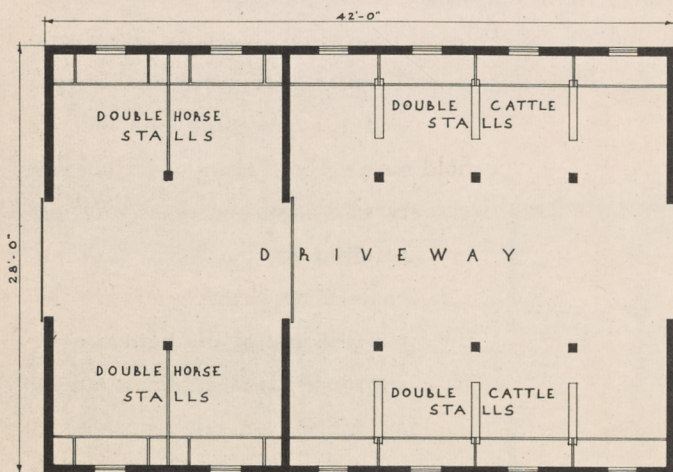 42'-0"
DOUBLE HORSE
STALLS
DOUBLE CATTLE
STALLS
28'-0"
DRIVEWAY
DOUBLE HORSE
STALLS
DOUBLE CATTLE
STALLS